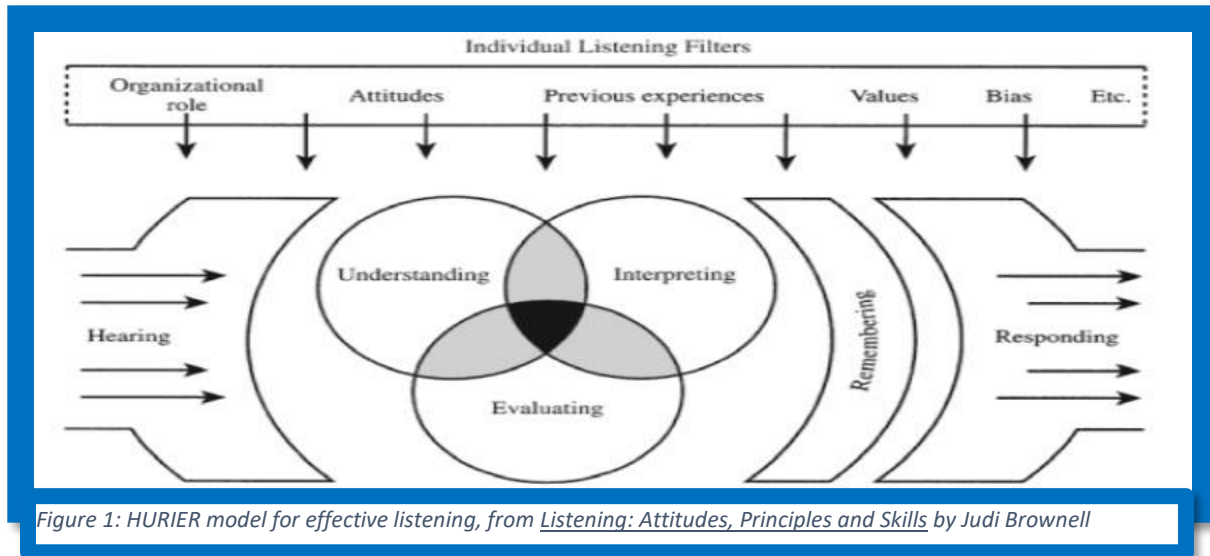 Individual Listening Filters
Organizational
role
Attitudes
Previous experiences
Values
Bias
Etc.
Understanding
Interpreting
Hearing
Remembering
Responding
Evaluating
Figure 1: HURIER model for effective listening, from Listening: Attitudes, Principles and Skills by Judi Brownell